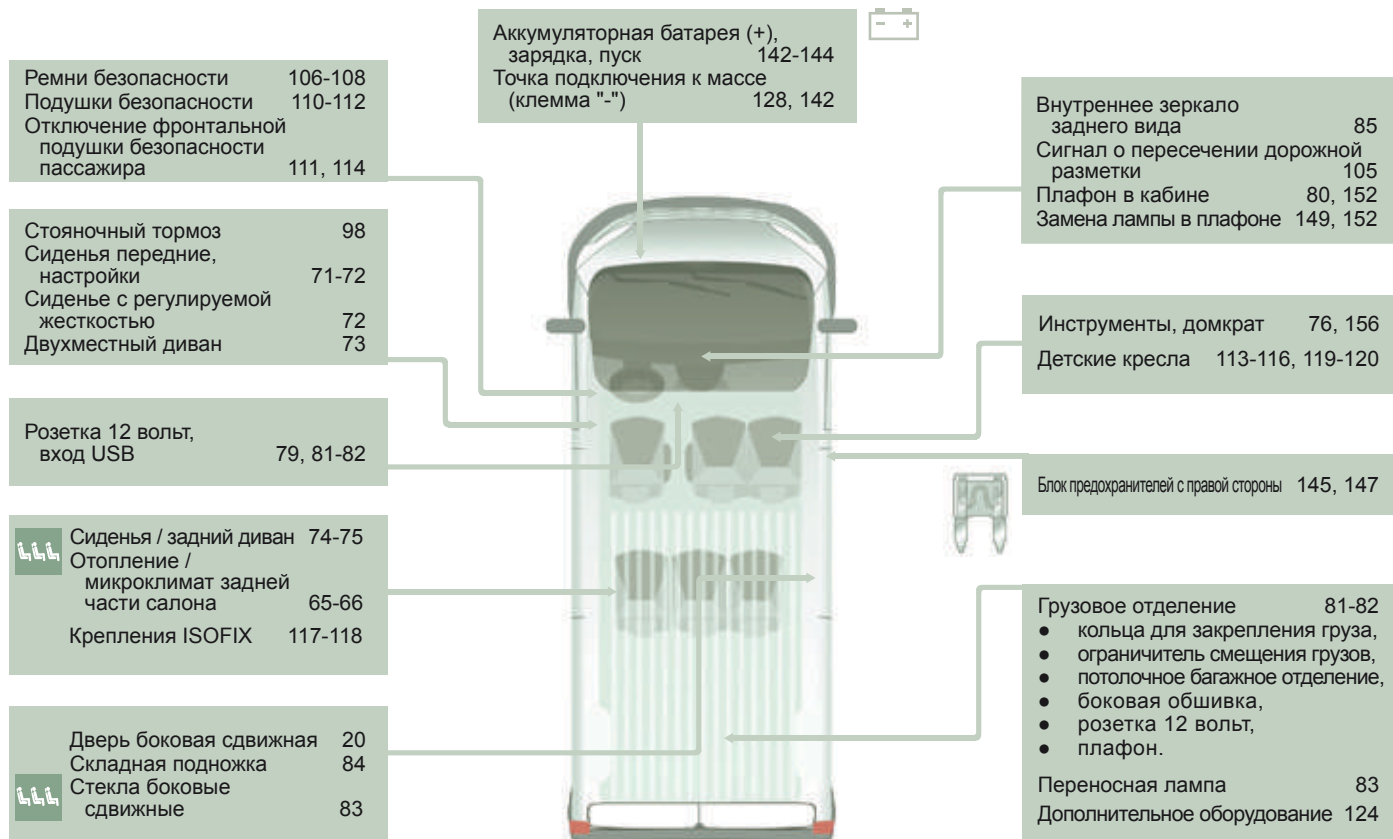 Аккумуляторная батарея (+),
зарядка, пуск 142-144
Точка подключения к массе
(клемма "-") 128, 142
Ремни безопасности 106-108
Подушки безопасности 110-112
Отключение фронтальной
подушки безопасности
пассажира 111, 114
Стояночный тормоз 98
Сиденья передние,
настройки 71-72
Сиденье с регулируемой
жесткостью 72
Двухместный диван 73
Розетка 12 вольт,
вход USB 79, 81-82
Сиденья / задний диван 74-75
Отопление /
микроклимат задней
части салона 65-66
Крепления ISOFIX 117-118
Дверь боковая сдвижная 20
Складная подножка 84
Стекла боковые
сдвижные 83
Внутреннее зеркало
заднего вида 85
Сигнал о пересечении дорожной
разметки 105
Плафон в кабине 80, 152
Замена лампы в плафоне 149, 152
Инструменты, домкрат 76, 156
Детские кресла 113-116, 119-120
Блок предохранителей с правой стороны 145, 147
Грузовое отделение 81-82
● кольца для закрепления груза,
● ограничитель смещения грузов,
● потолочное багажное отделение,
● боковая обшивка,
● розетка 12 вольт,
● плафон.
Переносная лампа 83
Дополнительное оборудование 124